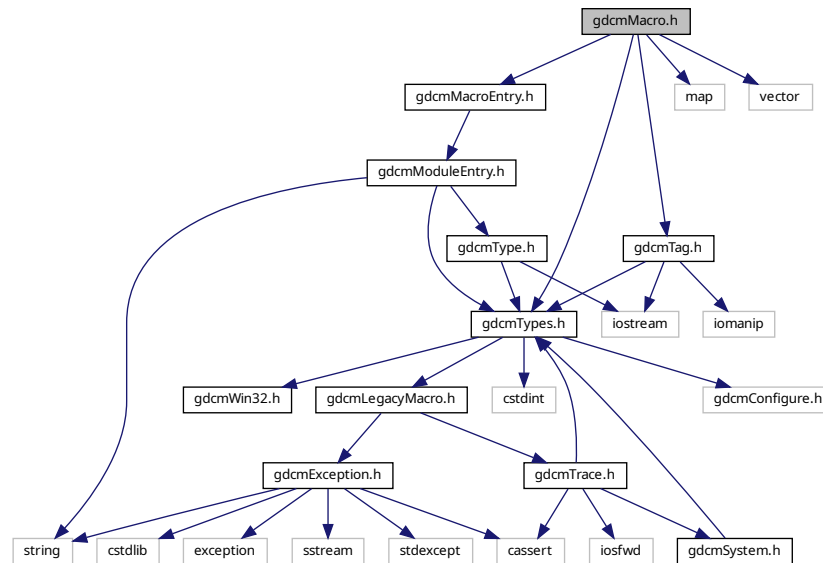 gdcmMacro.h
gdcmMacroEntry.h
map
vector
gdcmModuleEntry.h
gdcmType.h
gdcmTag.h
gdcmTypes.h
iostream
iomanip
gdcmWin32.h
gdcmLegacyMacro.h
cstdint
gdcmConfigure.h
gdcmException.h
gdcmTrace.h
string
cstdlib
exception
sstream
stdexcept
cassert
iosfwd
gdcmSystem.h